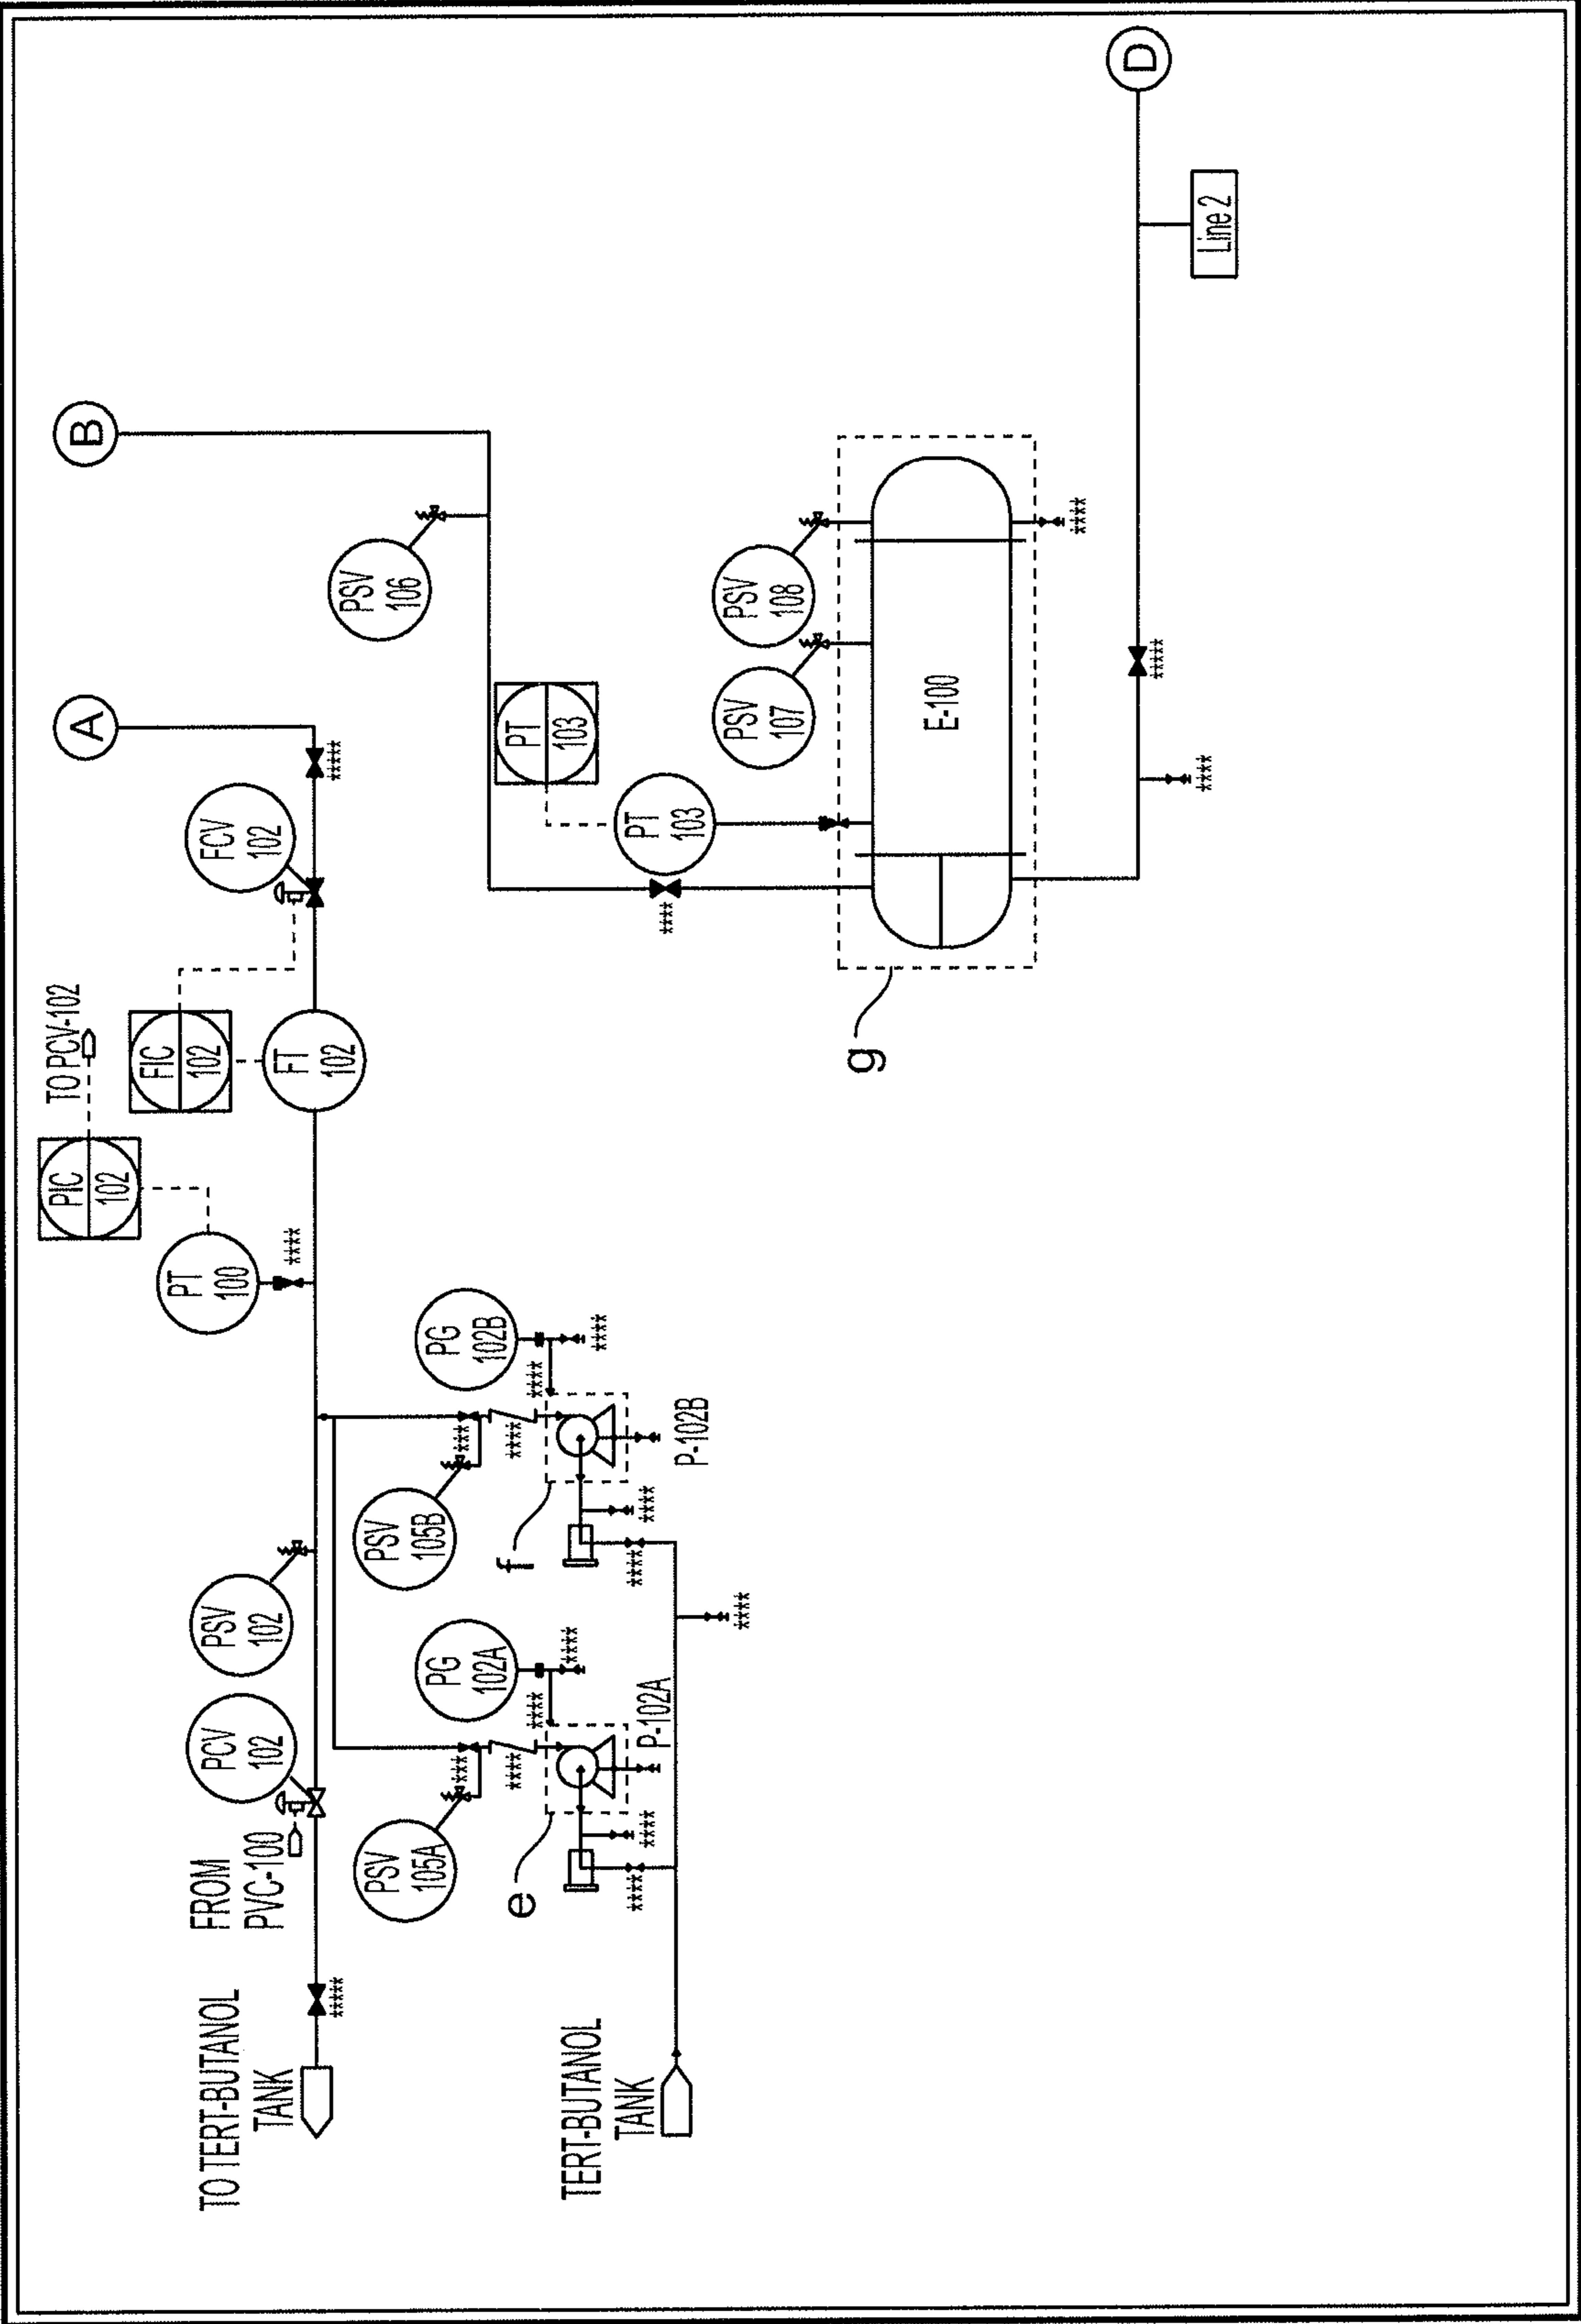 PIC
102
TO PCV-102
A
B
FIC
102
TO TERT-BUTANOL
TANK
FROM
PVC-100
PCV
102
PSV
102
PT
100
****
FT
102
FCV
102
*****
*****
PSV
106
PSV
105A
PSV
105B
PG
102A
PG
102B
****
****
****
****
****
****
****
****
e
f
PT
103
TERT-BUTANOL
TANK
****
****
P-102A
****
****
P-102B
****
PT
103
****
PSV
107
PSV
108
g
E-100
****
D
*****
****
Line 2